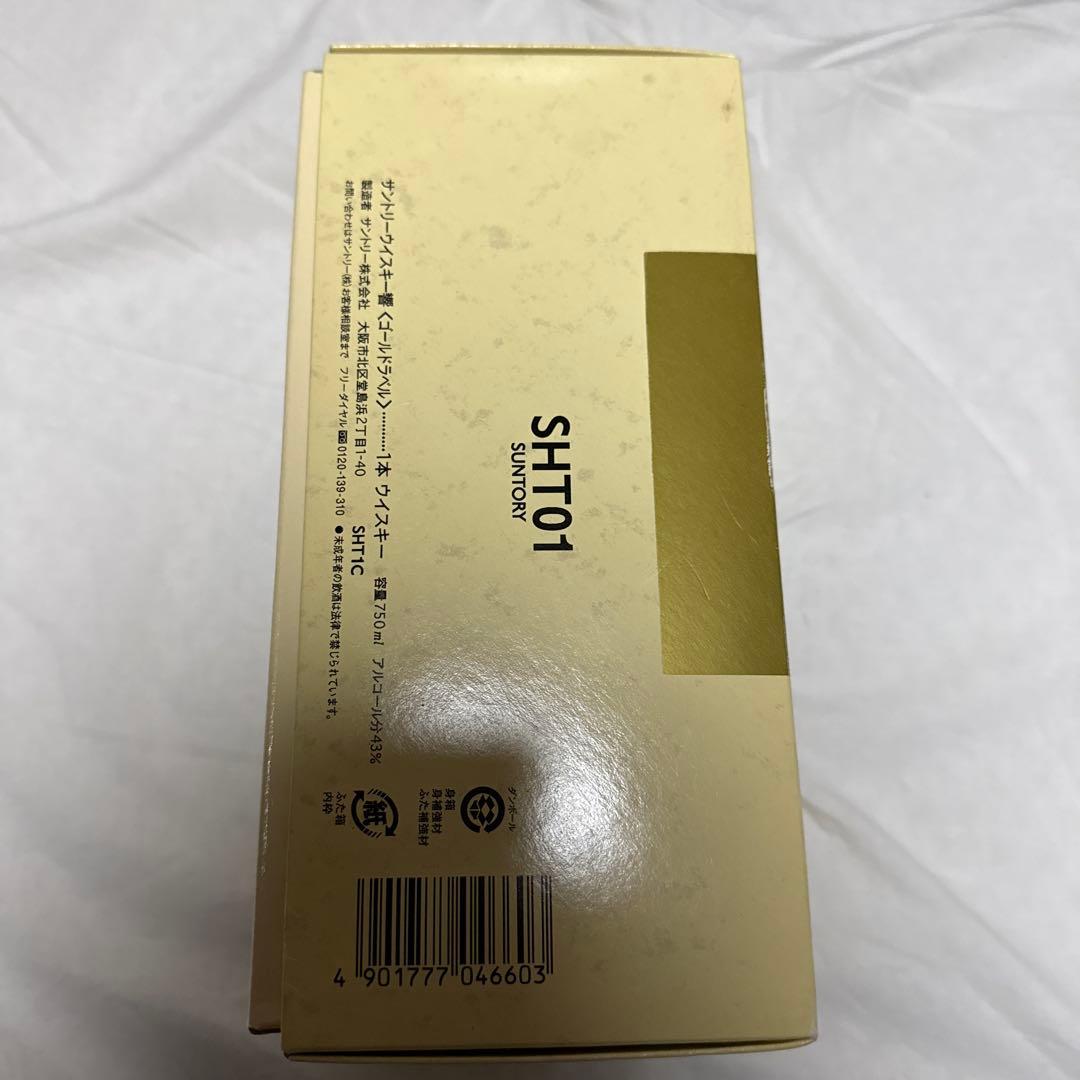 SHT01
SUNTORY
サントリーウイスキー響〈ゴールドラベル〉…………1本 ウイスキー 容量 750ml アルコール分43%
製造者 サントリー株式会社 大阪市北区堂島浜2丁目1-40 SHT1C
お問い合わせはサントリー(株)お客様相談室まで フリーダイヤル 0120-139-310 ●未成年者の飲酒は法律で禁じられています。
ダンボール
身箱
身補強材
ふた補強材
紙
ふた箱
内枠
4 901777 046603